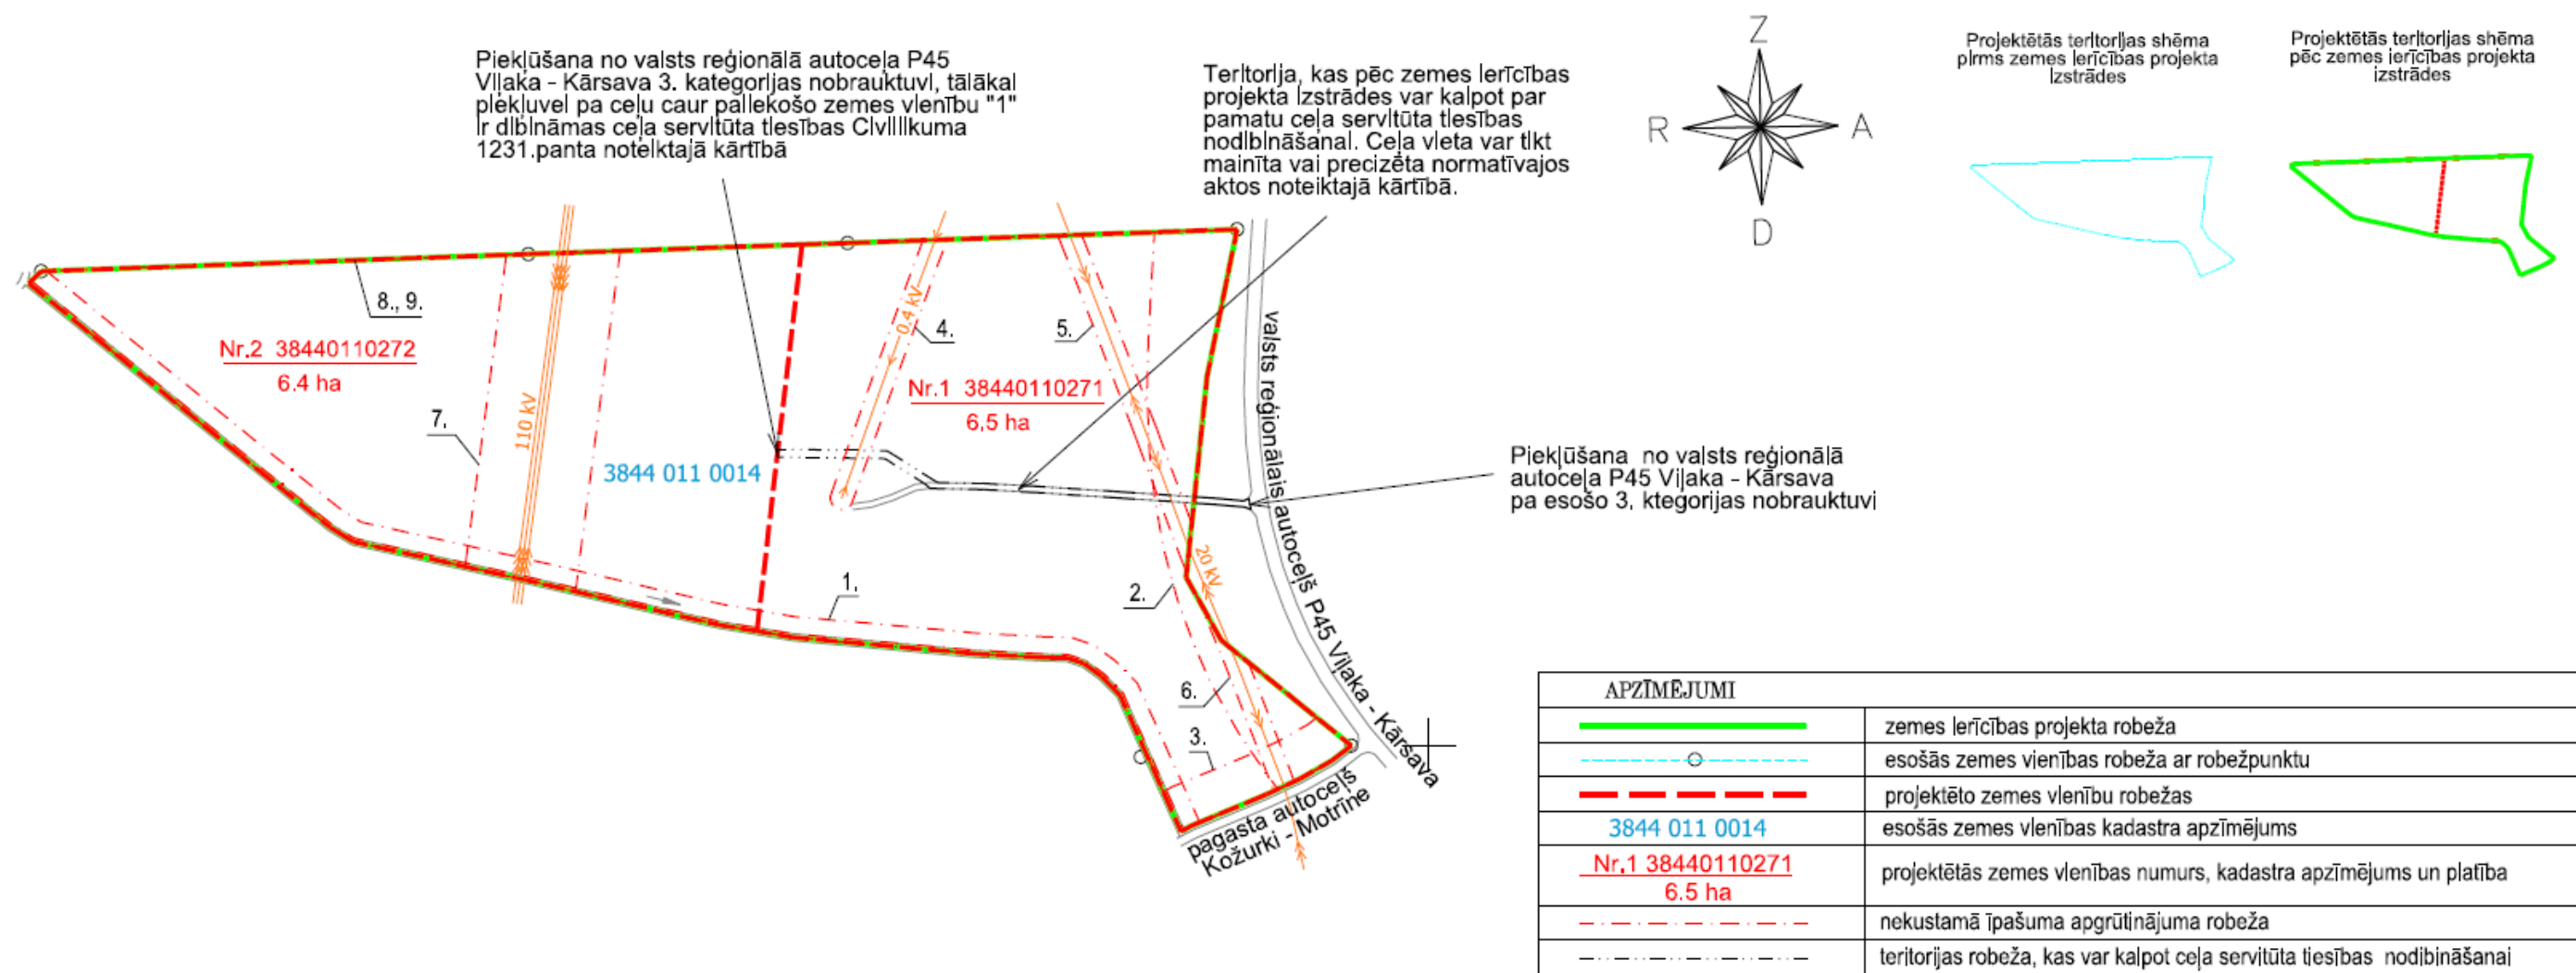 Piekļūšana no valsts reģionālā autoceļa P45
Viļaka - Kārsava 3. kategorijas nobrauktuvi, tālākai
piekļuvei pa ceļu caur paliekošo zemes vienību "1"
ir dibināmas ceļa servitūta tiesības Civillikuma
1231.panta noteiktajā kārtībā
Teritorija, kas pēc zemes ierīcības
projekta izstrādes var kalpot par
pamatu ceļa servitūta tiesības
nodibināšanai. Ceļa vieta var tikt
mainīta vai precizēta normatīvajos
aktos noteiktajā kārtībā.
Z
R
A
D
Projektētās teritorijas shēma
pirms zemes ierīcības projekta
izstrādes
Projektētās teritorijas shēma
pēc zemes ierīcības projekta
izstrādes
8., 9.
Nr.2 38440110272
6.4 ha
7.
110 kV
3844 011 0014
0.4 kV
4.
5.
Nr.1 38440110271
6,5 ha
valsts reģionālais autoceļš P45 Viļaka - Kārsava
Piekļūšana no valsts reģionālā
autoceļa P45 Viļaka - Kārsava
pa esošo 3. ktegorijas nobrauktuvi
1.
2.
20 kV
6.
3.
pagasta autoceļš
Kožurki - Motrīne
APZĪMĒJUMI
zemes ierīcības projekta robeža
esošās zemes vienības robeža ar robežpunktu
projektēto zemes vienību robežas
3844 011 0014
esošās zemes vienības kadastra apzīmējums
Nr.1 38440110271
6.5 ha
projektētās zemes vienības numurs, kadastra apzīmējums un platība
nekustamā īpašuma apgrūtinājuma robeža
teritorijas robeža, kas var kalpot ceļa servitūta tiesības nodibināšanai